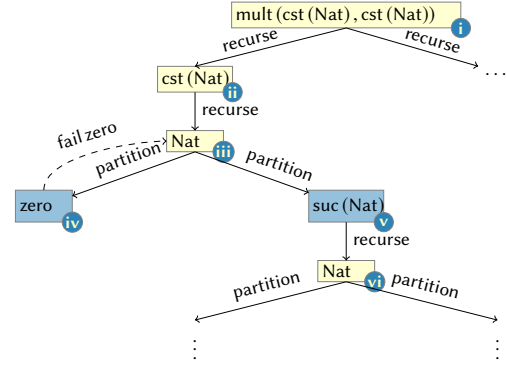 mult (cst (Nat) , cst (Nat))
i
recurse
recurse
cst (Nat)
ii
...
recurse
fail zero
Nat
iii
partition
partition
zero
iv
suc (Nat)
v
recurse
Nat
vi
partition
partition
⋮
⋮